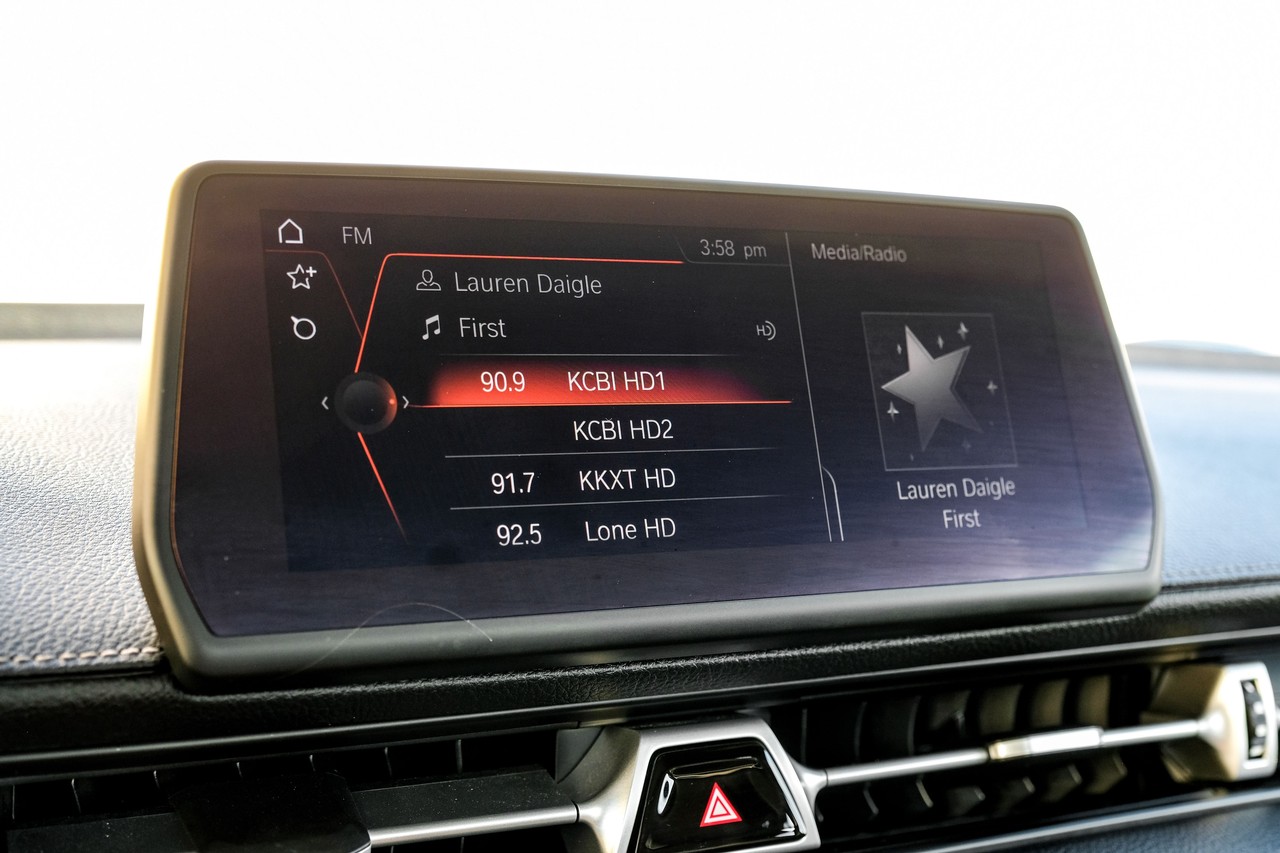 FM
3:58 pm
Lauren Daigle
First
HD
90.9 KCBI HD1
KCBI HD2
91.7 KKXT HD
92.5 Lone HD
Media/Radio
Lauren Daigle
First